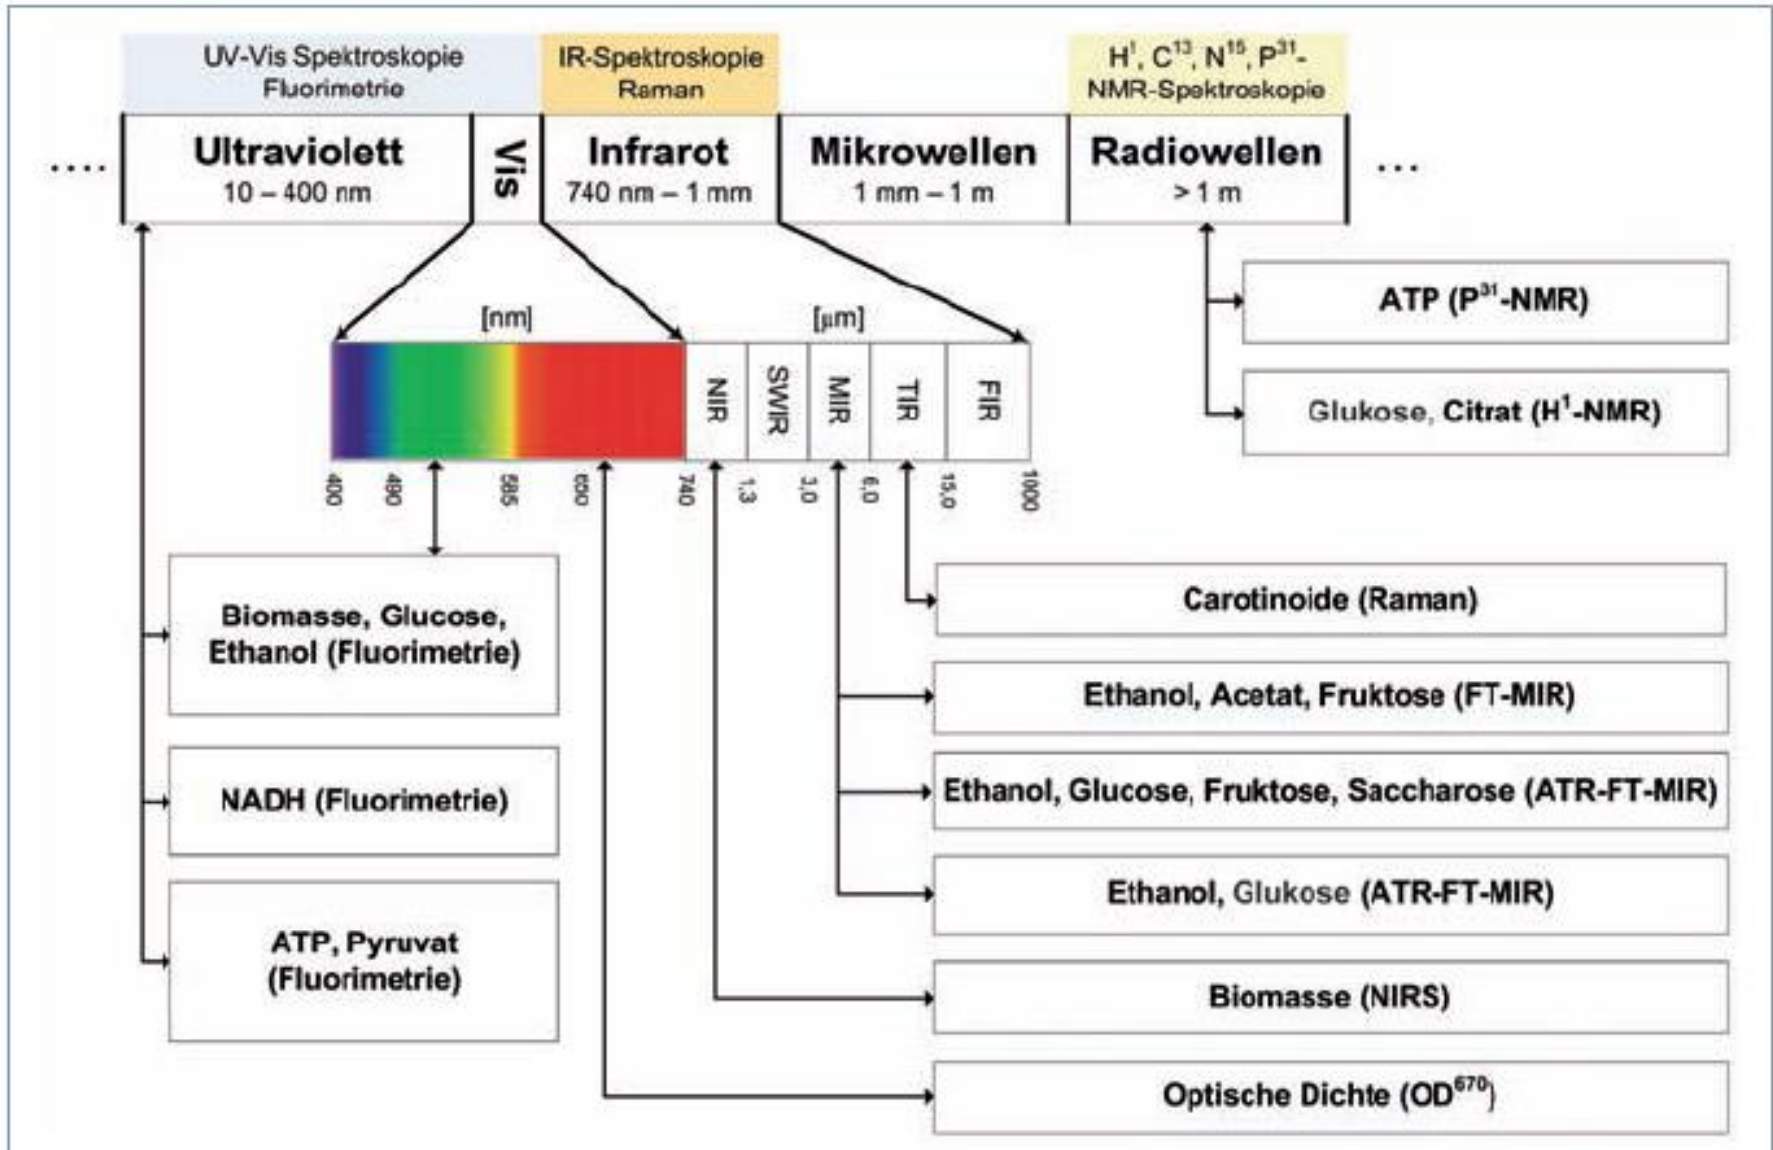 UV-Vis Spektroskopie
Fluorimetrie
IR-Spektroskopie
Raman
H¹, C¹³, N¹⁵, P³¹-
NMR-Spektroskopie
....
Ultraviolett
10 – 400 nm
Vis
Infrarot
740 nm – 1 mm
Mikrowellen
1 mm – 1 m
Radiowellen
> 1 m
...
[nm]
[µm]
NIR
SWIR
MIR
TIR
FIR
400
490
585
650
740
1,3
3,0
6,0
15,0
1000
ATP (P³¹-NMR)
Glukose, Citrat (H¹-NMR)
Biomasse, Glucose,
Ethanol (Fluorimetrie)
NADH (Fluorimetrie)
ATP, Pyruvat
(Fluorimetrie)
Carotinoide (Raman)
Ethanol, Acetat, Fruktose (FT-MIR)
Ethanol, Glucose, Fruktose, Saccharose (ATR-FT-MIR)
Ethanol, Glukose (ATR-FT-MIR)
Biomasse (NIRS)
Optische Dichte (OD⁶⁷⁰)